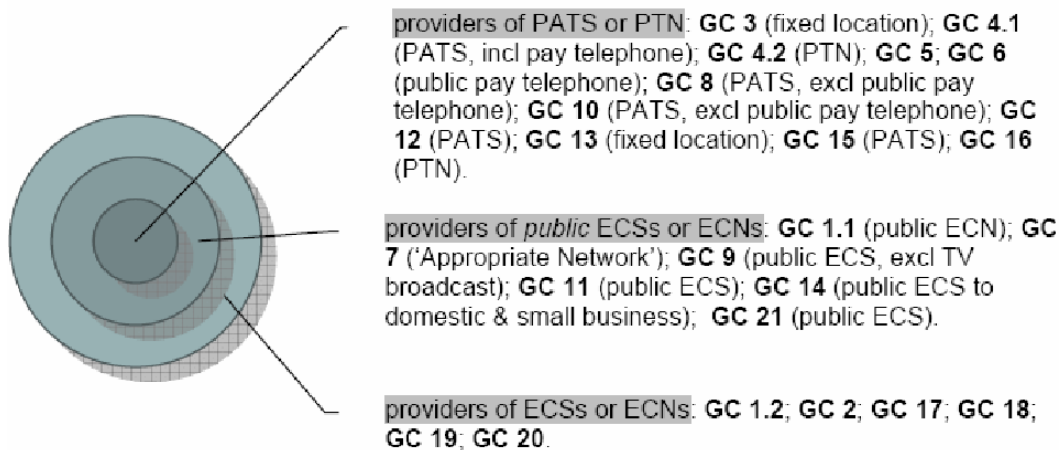 providers of PATS or PTN: GC 3 (fixed location); GC 4.1
(PATS, incl pay telephone); GC 4.2 (PTN); GC 5; GC 6
(public pay telephone); GC 8 (PATS, excl public pay
telephone); GC 10 (PATS, excl public pay telephone); GC
12 (PATS); GC 13 (fixed location); GC 15 (PATS); GC 16
(PTN).
providers of public ECSs or ECNs: GC 1.1 (public ECN); GC
7 (‘Appropriate Network’); GC 9 (public ECS, excl TV
broadcast); GC 11 (public ECS); GC 14 (public ECS to
domestic & small business); GC 21 (public ECS).
providers of ECSs or ECNs: GC 1.2; GC 2; GC 17; GC 18;
GC 19; GC 20.